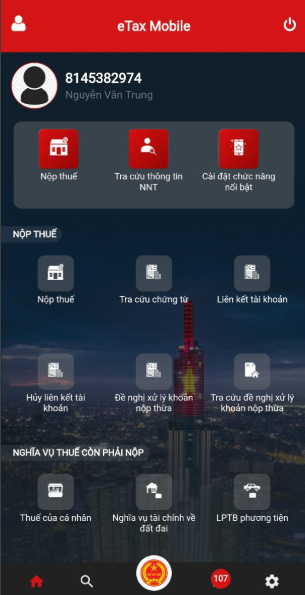 eTax Mobile
8145382974
Nguyễn Văn Trung
Nộp thuế
Tra cứu thông tin
NNT
Cài đặt chức năng
nổi bật
NỘP THUẾ
Nộp thuế
Tra cứu chứng từ
Liên kết tài khoản
Hủy liên kết tài
khoản
Đề nghị xử lý khoản
nộp thừa
Tra cứu đề nghị xử lý
khoản nộp thừa
NGHĨA VỤ THUẾ CÒN PHẢI NỘP
Thuế của cá nhân
Nghĩa vụ tài chính về
đất đai
LPTB phương tiện
107